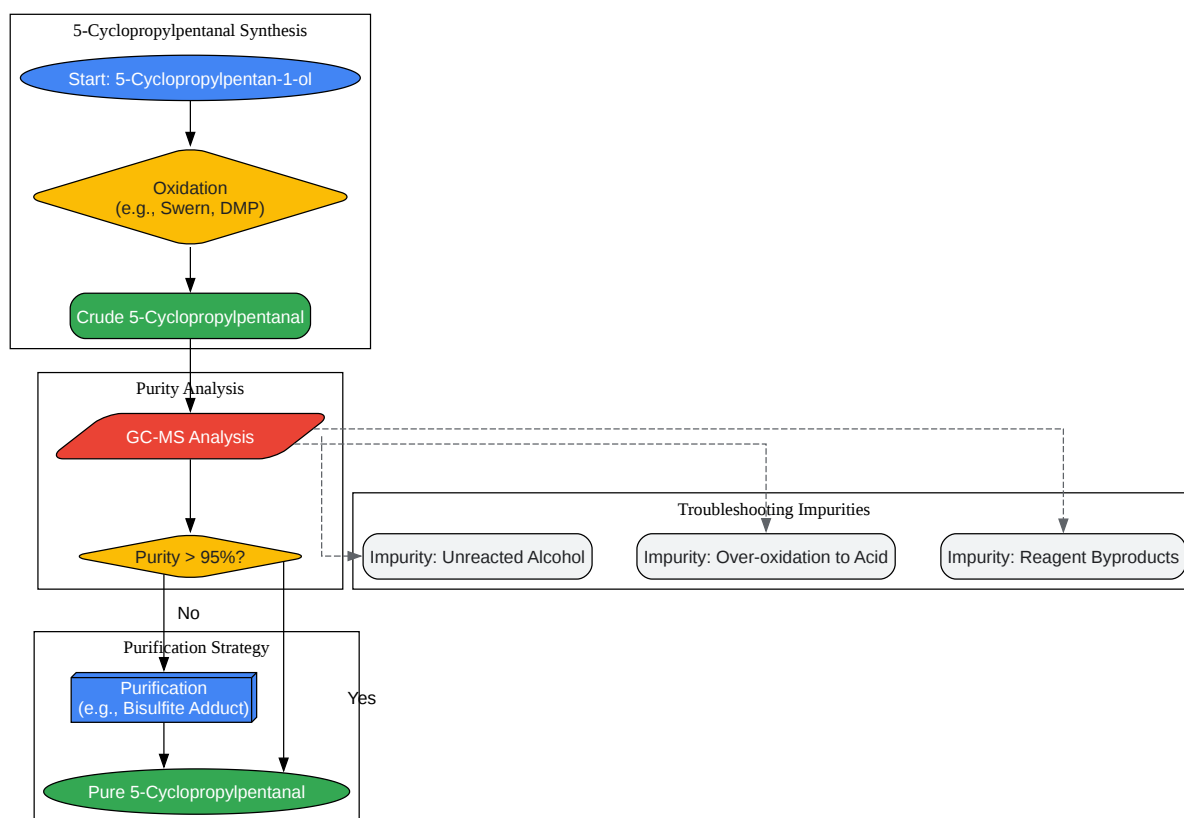 5-Cyclopropylpentanal Synthesis
Start: 5-Cyclopropylpentan-1-ol
Oxidation
(e.g., Swern, DMP)
Crude 5-Cyclopropylpentanal
Purity Analysis
GC-MS Analysis
Troubleshooting Impurities
Purity > 95%?
Impurity: Unreacted Alcohol
Impurity: Over-oxidation to Acid
Impurity: Reagent Byproducts
No
Purification Strategy
Purification
(e.g., Bisulfite Adduct)
Yes
Pure 5-Cyclopropylpentanal